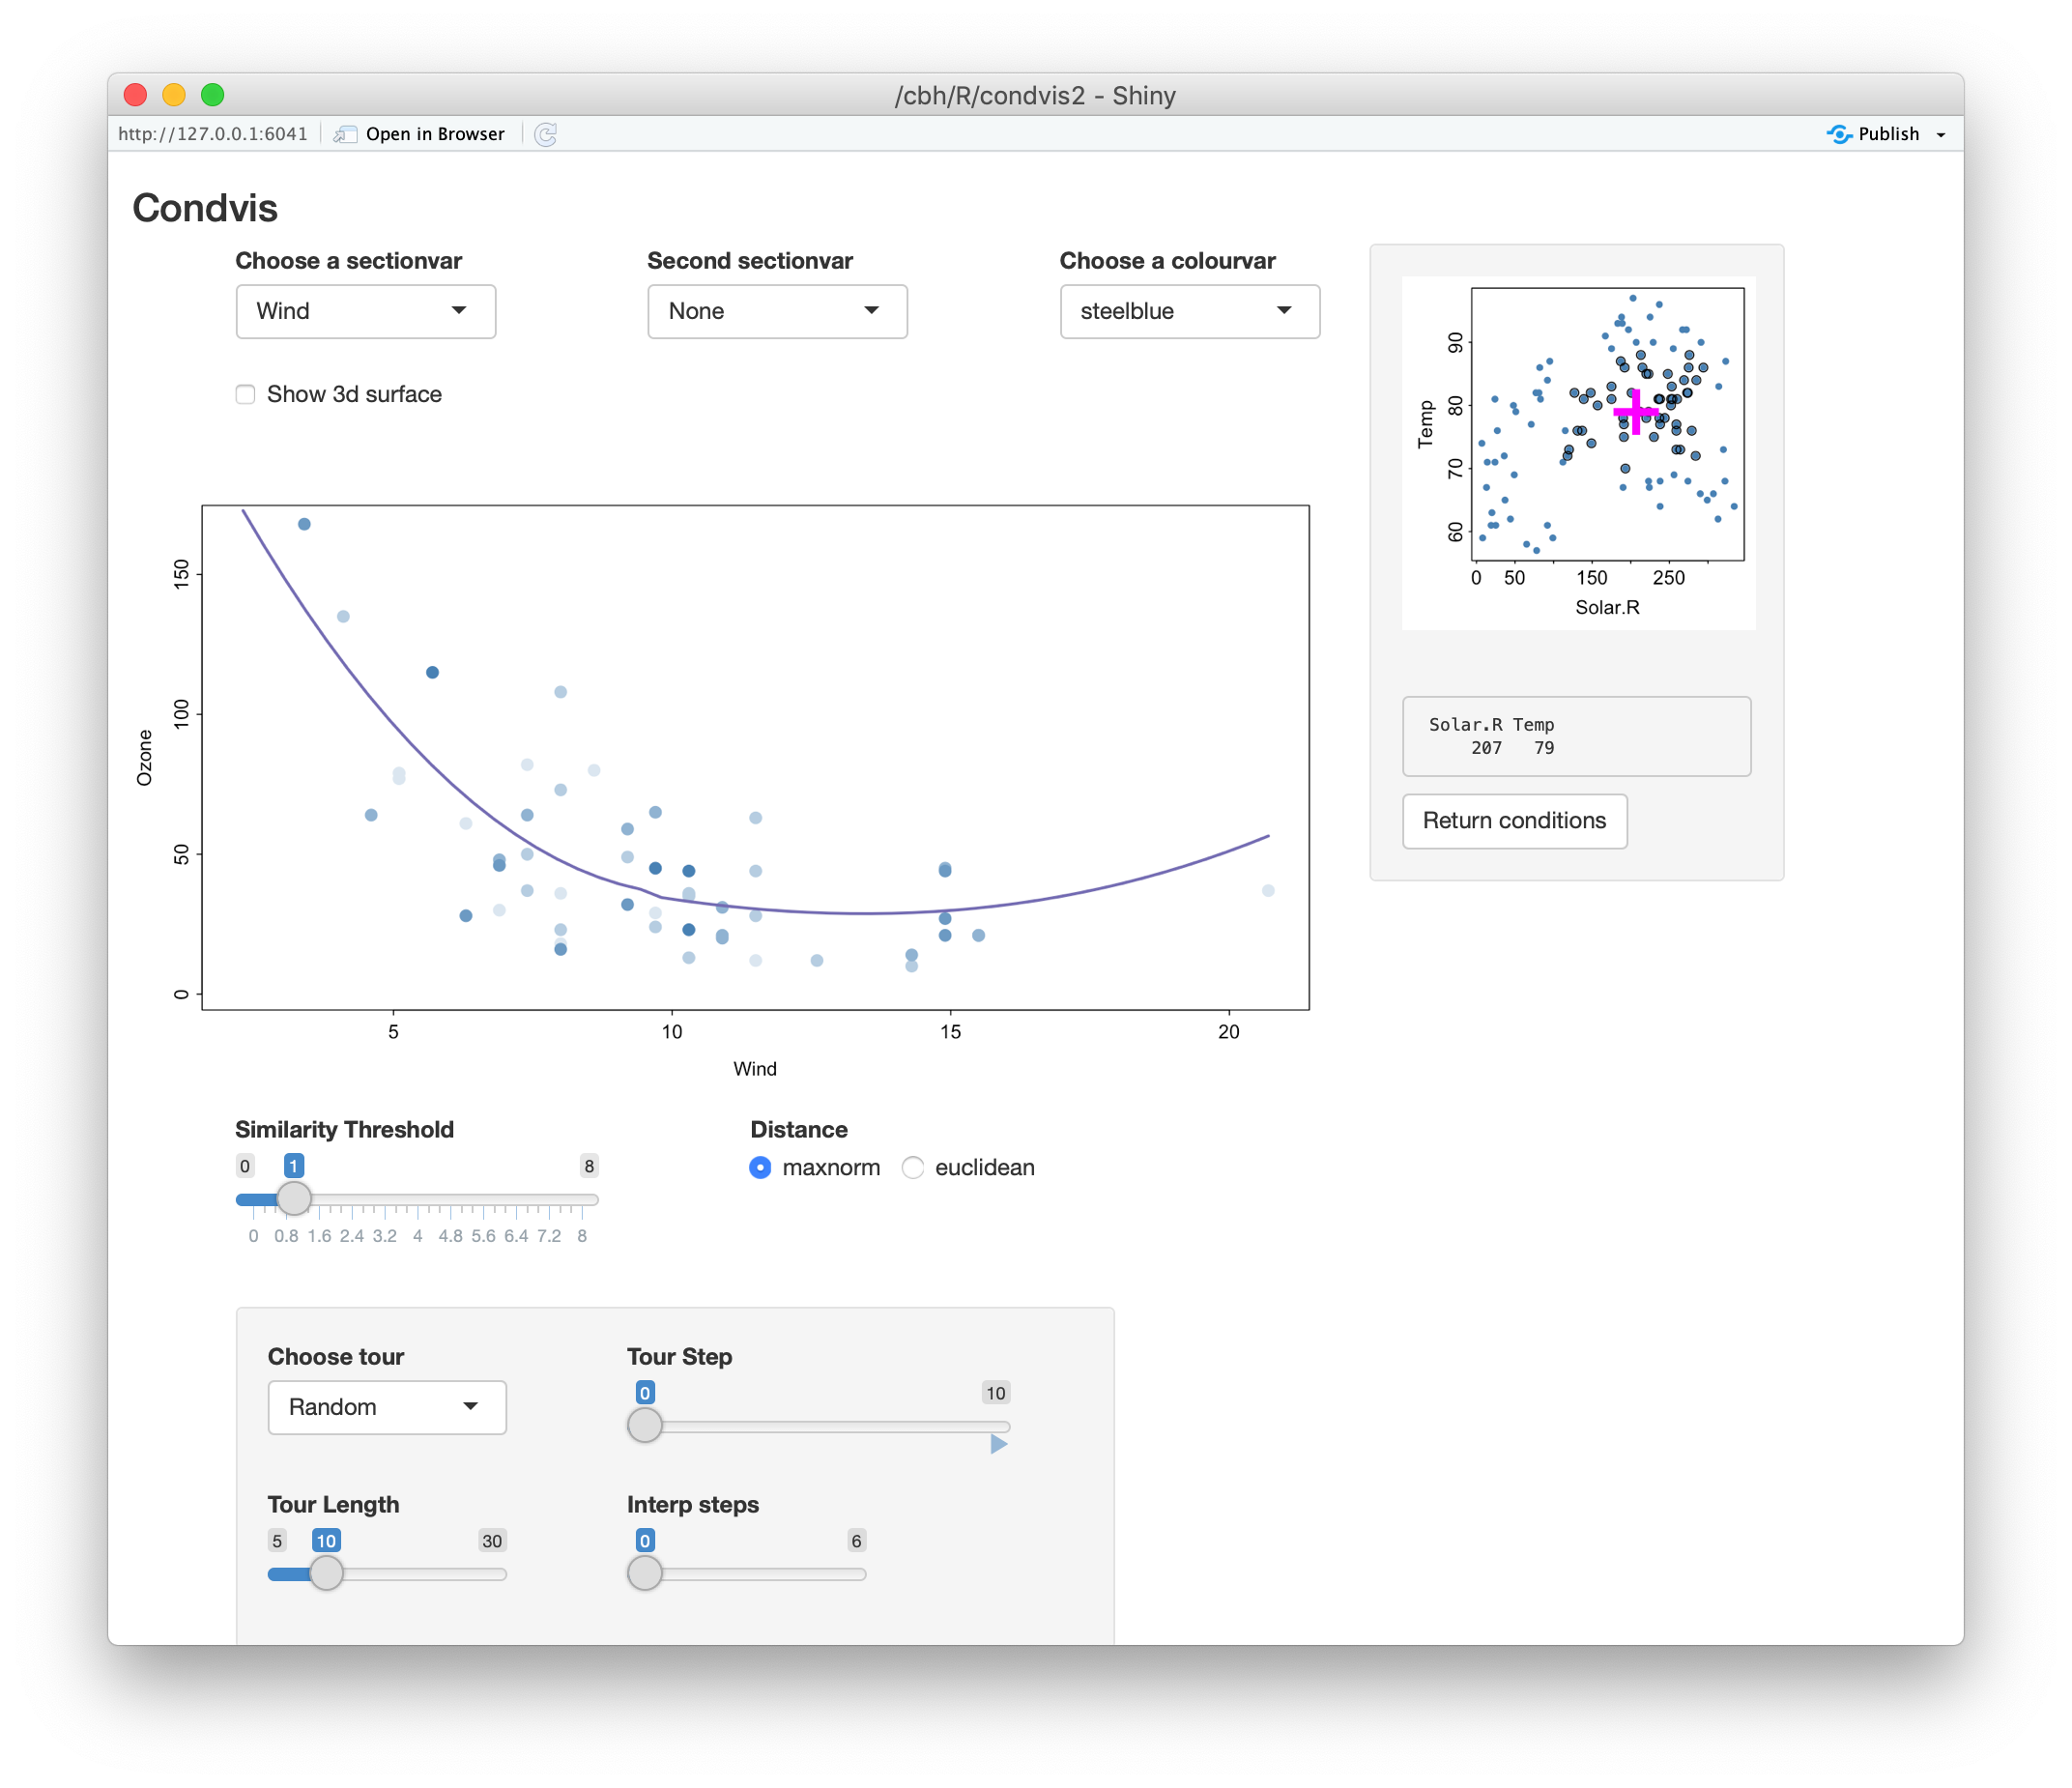 /cbh/R/condvis2 - Shiny
http://127.0.0.1:6041 Open in Browser Publish
Condvis
Choose a sectionvar Second sectionvar Choose a colourvar
Wind None steelblue
Show 3d surface
Ozone
0 50 100 150
5 10 15 20
Wind
Temp
60 70 80 90
0 50 150 250
Solar.R
Solar.R Temp
207 79
Return conditions
Similarity Threshold
0 1 8
0 0.8 1.6 2.4 3.2 4 4.8 5.6 6.4 7.2 8
Distance
maxnorm euclidean
Choose tour
Random
Tour Step
0 10
Tour Length
5 10 30
Interp steps
0 6